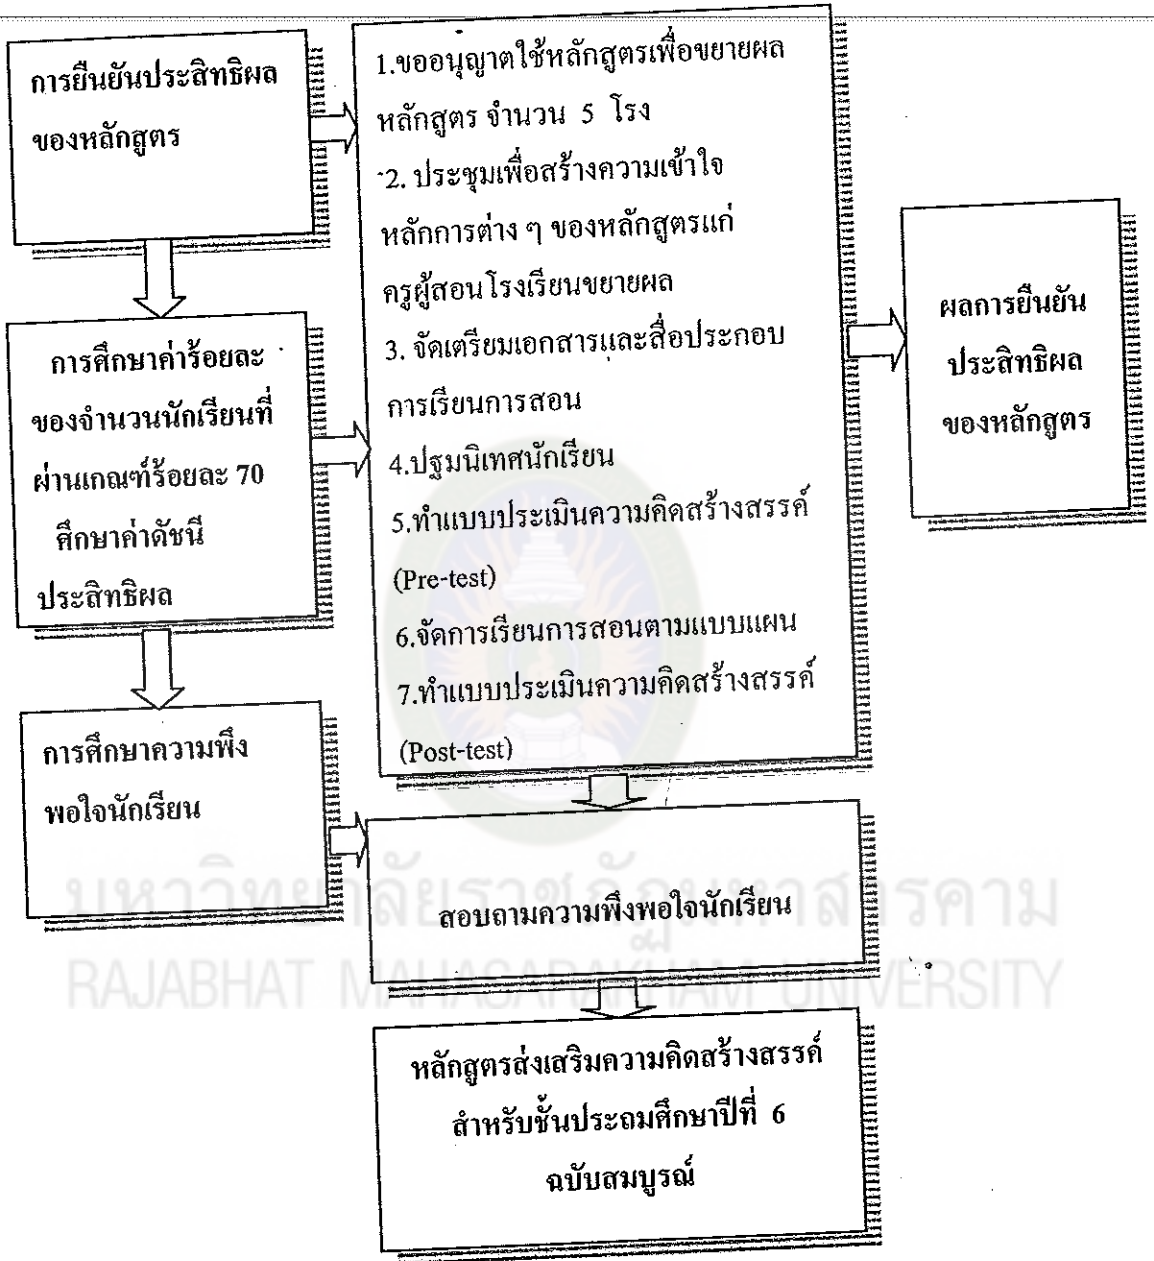 การยืนยันประสิทธิผล
ของหลักสูตร
การศึกษาค่าร้อยละ
ของจำนวนนักเรียนที่
ผ่านเกณฑ์ร้อยละ 70
ศึกษาค่าดัชนี
ประสิทธิผล
การศึกษาความพึง
พอใจนักเรียน
1.ขออนุญาตใช้หลักสูตรเพื่อขยายผล
หลักสูตร จำนวน 5 โรง
2. ประชุมเพื่อสร้างความเข้าใจ
หลักการต่าง ๆ ของหลักสูตรแก่
ครูผู้สอนโรงเรียนขยายผล
3. จัดเตรียมเอกสารและสื่อประกอบ
การเรียนการสอน
4.ปฐมนิเทศนักเรียน
5.ทำแบบประเมินความคิดสร้างสรรค์
(Pre-test)
6.จัดการเรียนการสอนตามแบบแผน
7.ทำแบบประเมินความคิดสร้างสรรค์
(Post-test)
ผลการยืนยัน
ประสิทธิผล
ของหลักสูตร
สอบถามความพึงพอใจนักเรียน
หลักสูตรส่งเสริมความคิดสร้างสรรค์
สำหรับชั้นประถมศึกษาปีที่ 6
ฉบับสมบูรณ์
มหาวิทยาลัยราชภัฏมหาสารคาม
RAJABHAT MAHASARAKHAM UNIVERSITY